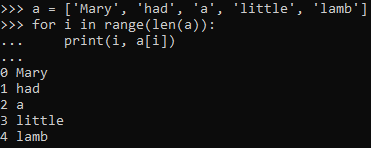 >>> a = ['Mary', 'had', 'a', 'little', 'lamb']
>>> for i in range(len(a)):
...     print(i, a[i])
...
0 Mary
1 had
2 a
3 little
4 lamb